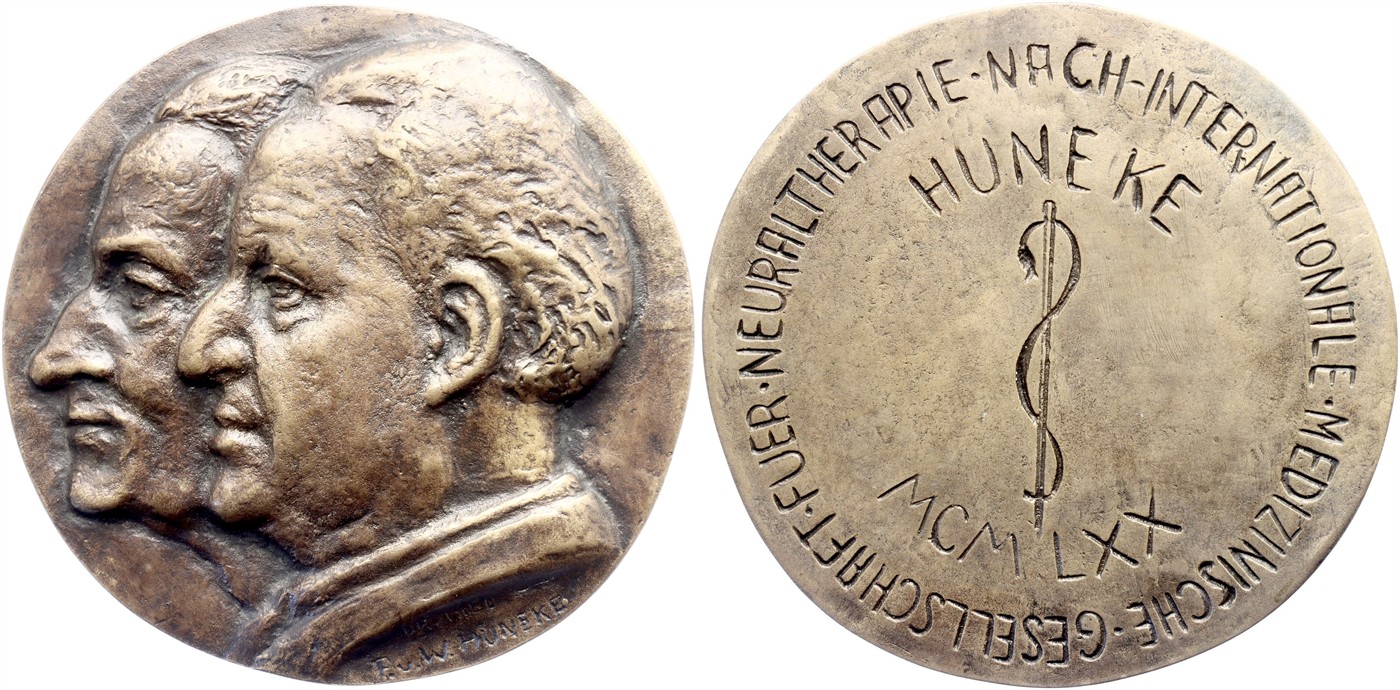 F. u. W. HUNEKE
INTERNATIONALE · MEDIZINISCHE · GESELLSCHAFT · FUER · NEURALTHERAPIE · NACH-
HUNEKE
MCMLXX